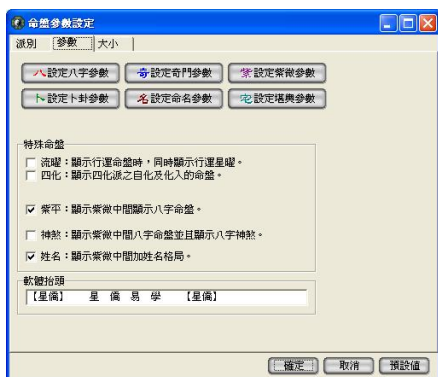 命盤參數設定
派別 參數 大小
八 設定八字參數 奇 設定奇門參數 紫 設定紫微參數
卜 設定卜卦參數 名 設定命名參數 宅 設定堪輿參數
特殊命盤
流曜：顯示行運命盤時，同時顯示行運星曜。
四化：顯示四化派之自化及化入的命盤。
紫平：顯示紫微中間顯示八字命盤。
神煞：顯示紫微中間八字命盤並且顯示八字神煞。
姓名：顯示紫微中間加姓名格局。
軟體抬頭
【星僑】 星 僑 易 學 【星僑】
確定 取消 預設值